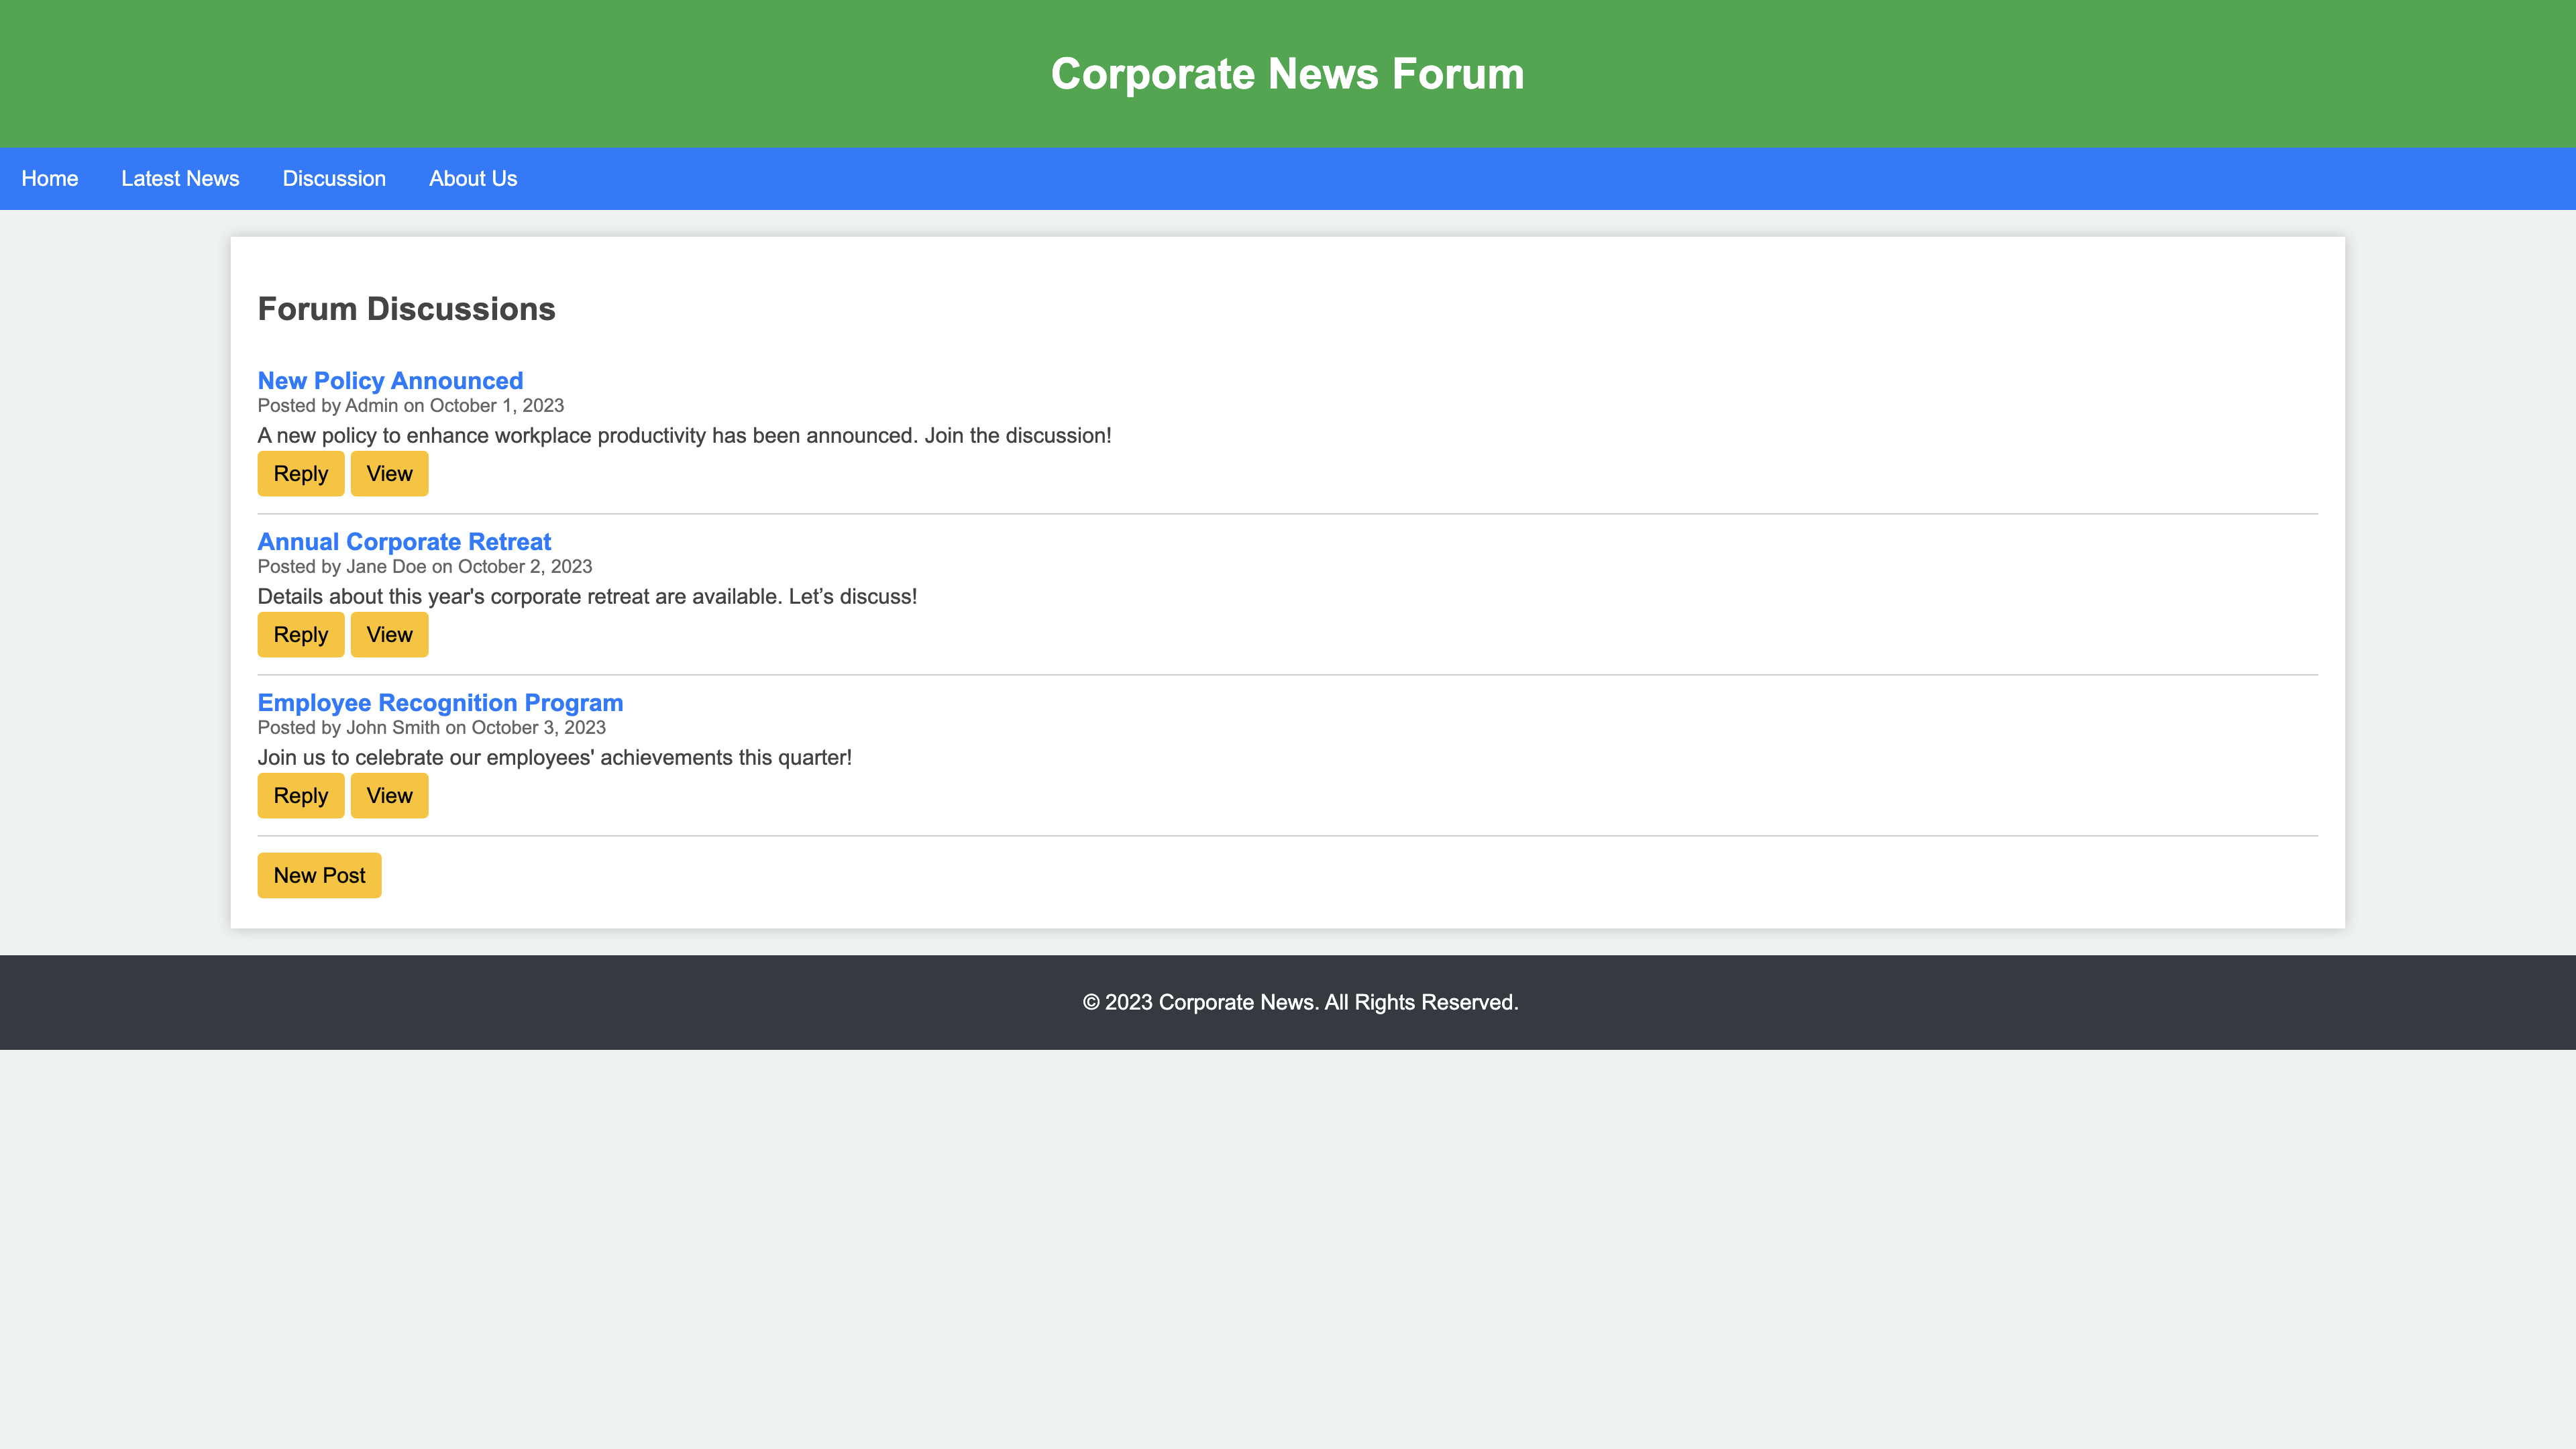 Corporate News Forum
Home Latest News Discussion About Us
Forum Discussions
New Policy Announced
Posted by Admin on October 1, 2023
A new policy to enhance workplace productivity has been announced. Join the discussion!
Reply View
Annual Corporate Retreat
Posted by Jane Doe on October 2, 2023
Details about this year's corporate retreat are available. Let’s discuss!
Reply View
Employee Recognition Program
Posted by John Smith on October 3, 2023
Join us to celebrate our employees' achievements this quarter!
Reply View
New Post
© 2023 Corporate News. All Rights Reserved.